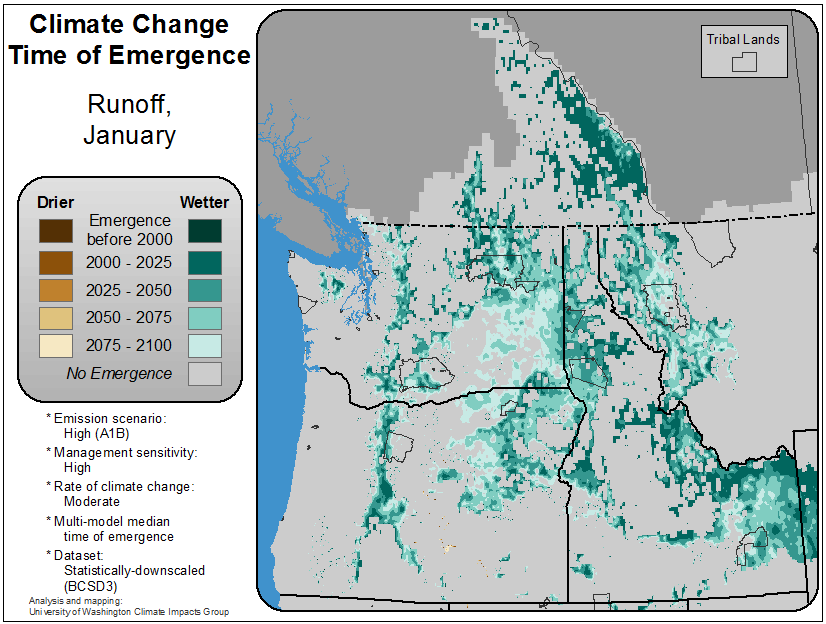 Climate Change
Time of Emergence
Runoff,
January
Drier
Wetter
Emergence
before 2000
2000 - 2025
2025 - 2050
2050 - 2075
2075 - 2100
No Emergence
* Emission scenario:
High (A1B)
* Management sensitivity:
High
* Rate of climate change:
Moderate
* Multi-model median
time of emergence
* Dataset:
Statistically-downscaled
(BCSD3)
Analysis and mapping:
University of Washington Climate Impacts Group
Tribal Lands